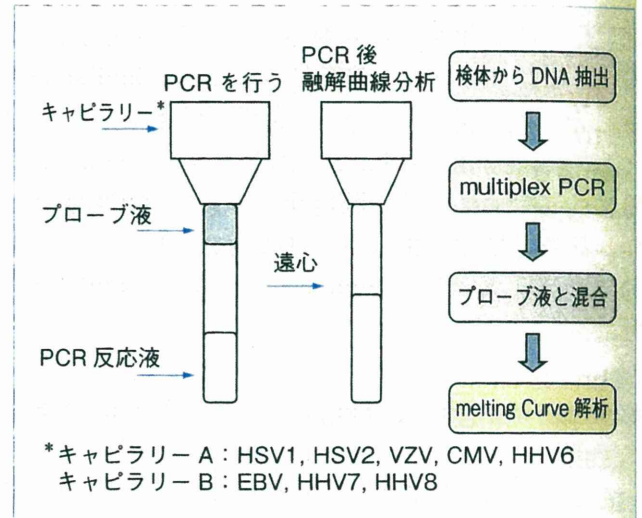 PCR を行う
PCR 後
融解曲線分析
キャピラリー*
プローブ液
遠心
PCR 反応液
検体から DNA 抽出
multiplex PCR
プローブ液と混合
melting Curve 解析
*キャピラリー A：HSV1, HSV2, VZV, CMV, HHV6
キャピラリー B：EBV, HHV7, HHV8